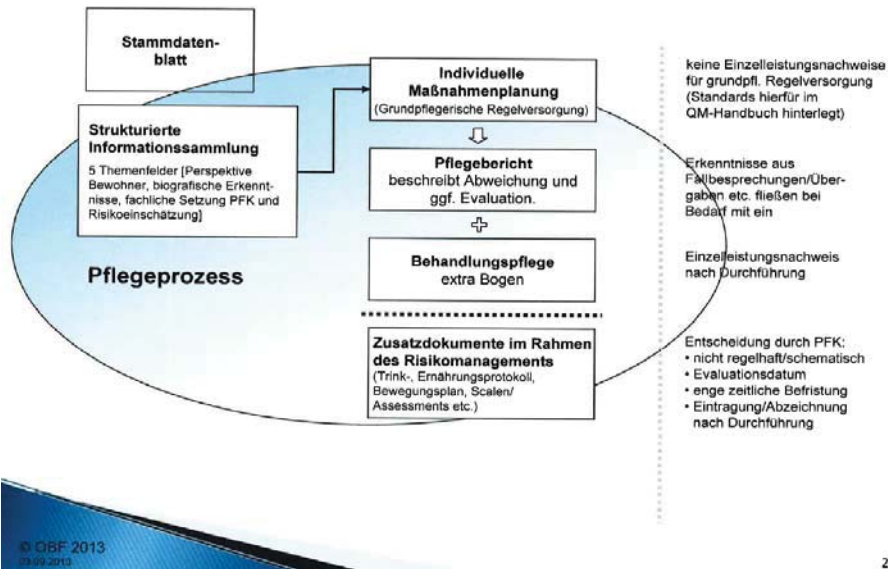 Stammdaten-
blatt
Strukturierte
Informationssammlung
5 Themenfelder [Perspektive
Bewohner, biografische Erkennt-
nisse, fachliche Setzung PFK und
Risikoeinschätzung]
Pflegeprozess
Individuelle
Maßnahmenplanung
(Grundpflegerische Regelversorgung)
Pflegebericht
beschreibt Abweichung und
ggf. Evaluation.
Behandlungspflege
extra Bogen
Zusatzdokumente im Rahmen
des Risikomanagements
(Trink-, Ernährungsprotokoll,
Bewegungsplan, Scalen/
Assessments etc.)
keine Einzelleistungsnachweise
für grundpfl. Regelversorgung
(Standards hierfür im
QM-Handbuch hinterlegt)
Erkenntnisse aus
Fallbesprechungen/Über-
gaben etc. fließen bei
Bedarf mit ein
Einzelleistungsnachweis
nach Durchführung
Entscheidung durch PFK:
• nicht regelhaft/schematisch
• Evaluationsdatum
• enge zeitliche Befristung
• Eintragung/Abzeichnung
nach Durchführung
© OBF 2013
03.09.2013
2